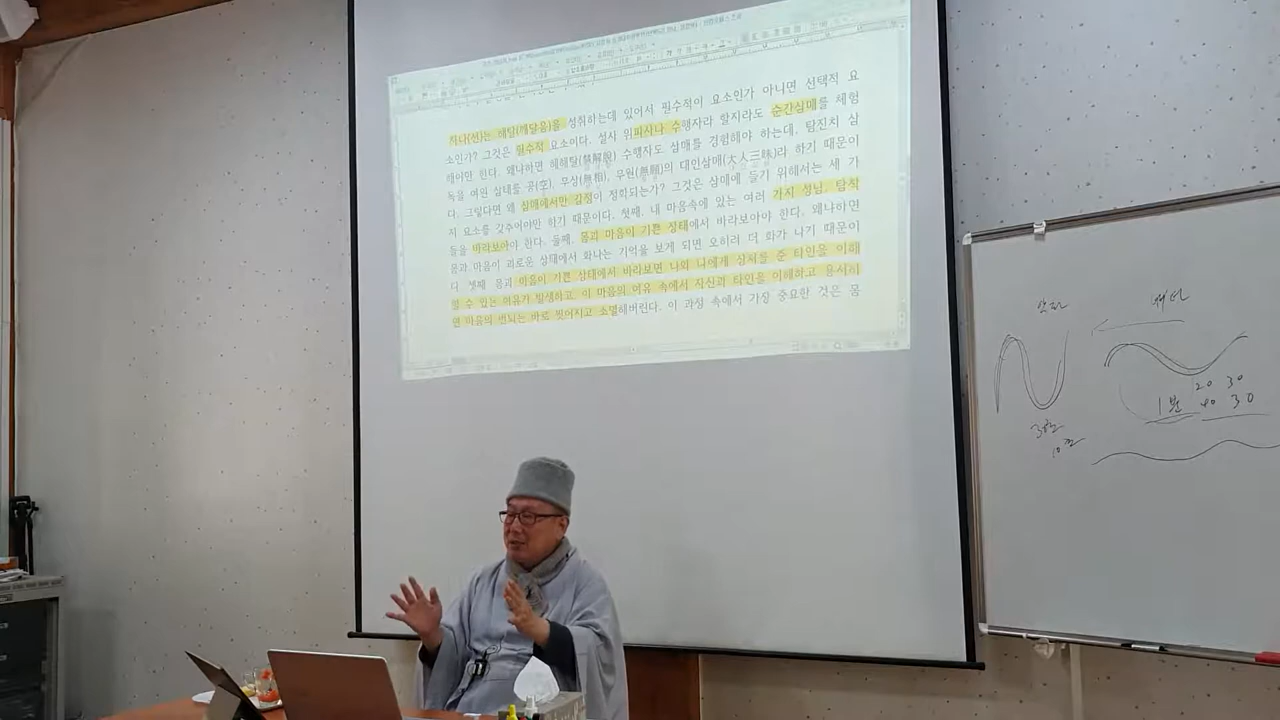 자나(선)는 해탈(깨달음)을 성취하는데 있어서 필수적이 요소인가 아니면 선택적 요
소인가? 그것은 필수적 요소이다. 설사 위파사나 수행자라 할지라도 순간삼매를 체험
해야만 한다. 왜냐하면 혜해탈(慧解脫) 수행자도 삼매를 경험해야 하는데, 탐진치 삼
독을 여읜 상태를 공(空), 무상(無相), 무원(無願)의 대인삼매(大人三昧)라 하기 때문이
다. 그렇다면 왜 삼매에서만 감정이 정화되는가? 그것은 삼매에 들기 위해서는 세 가
지 요소를 갖추어야만 하기 때문이다. 첫째, 내 마음속에 있는 여러 가지 성냄, 탐착
들을 바라보아야 한다. 둘째, 몸과 마음이 기쁜 상태에서 바라보아야 한다. 왜냐하면
몸과 마음이 괴로운 상태에서 화나는 기억을 보게 되면 오히려 더 화가 나기 때문이
다. 셋째 몸과 마음이 기쁜 상태에서 바라보면 나와 나에게 상처를 준 타인을 이해
할 수 있는 여유가 발생하고, 이 마음의 여유 속에서 자신과 타인을 이해하고 용서하
면 마음의 번뇌는 바로 찢어지고 소멸해버린다. 이 과정 속에서 가장 중요한 것은 몸
20 30
1분 40 30
3초
10초